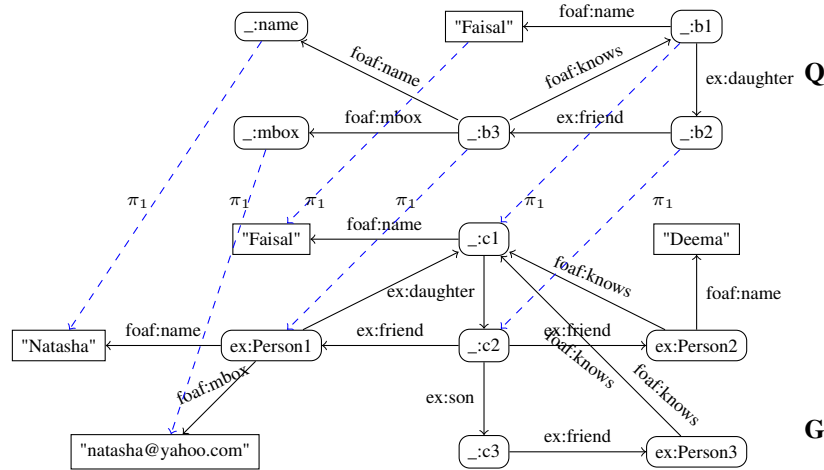 _:name
"Faisal"
foaf:name
_:b1
foaf:name
foaf:knows
ex:daughter
Q
_:mbox
foaf:mbox
_:b3
ex:friend
_:b2
π1
π1
π1
π1
π1
π1
"Faisal"
foaf:name
_:c1
"Deema"
foaf:knows
ex:daughter
foaf:name
"Natasha"
foaf:name
ex:Person1
ex:friend
_:c2
ex:friend
ex:Person2
foaf:knows
foaf:knows
foaf:mbox
ex:son
"natasha@yahoo.com"
_:c3
ex:friend
ex:Person3
G